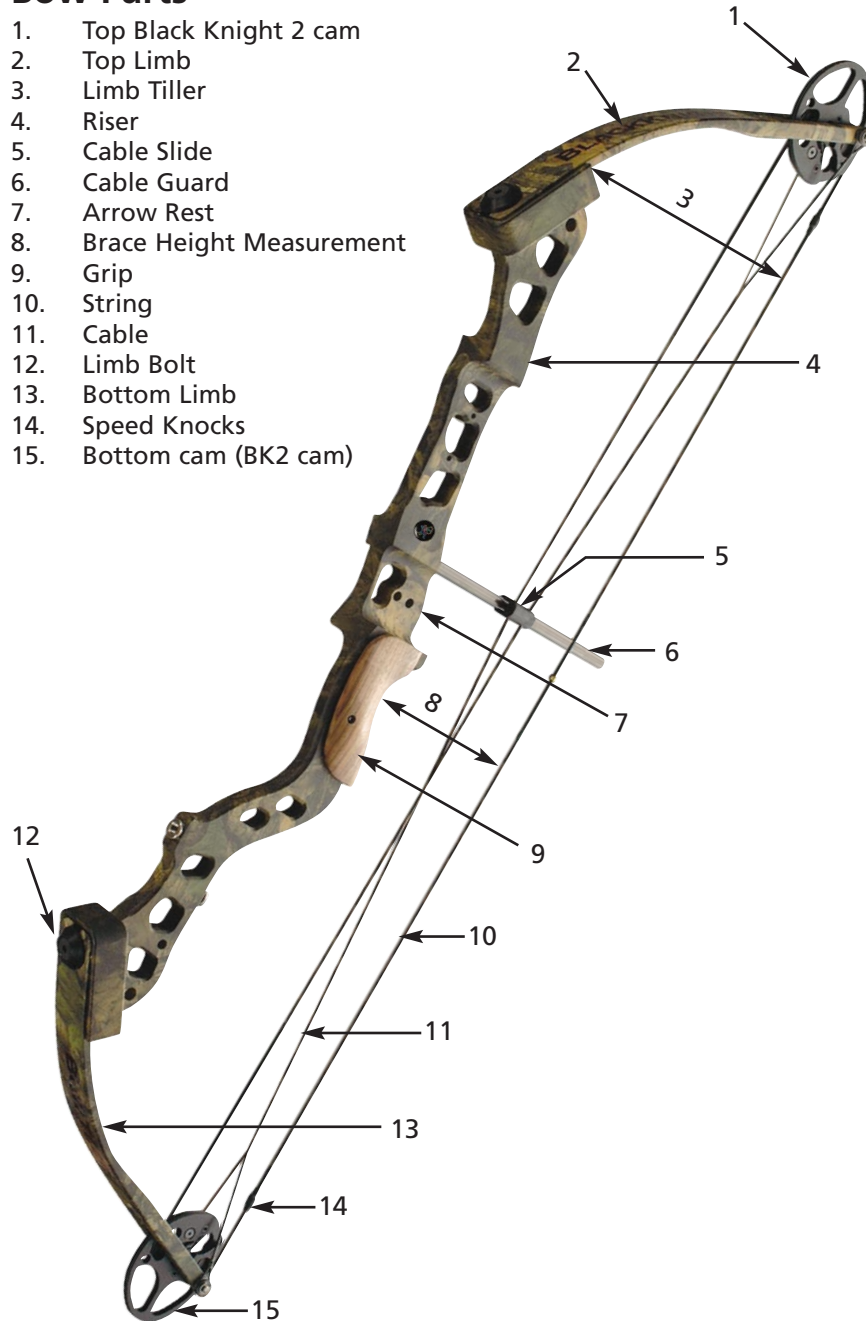 Bow Parts
1. Top Black Knight 2 cam
2. Top Limb
3. Limb Tiller
4. Riser
5. Cable Slide
6. Cable Guard
7. Arrow Rest
8. Brace Height Measurement
9. Grip
10. String
11. Cable
12. Limb Bolt
13. Bottom Limb
14. Speed Knocks
15. Bottom cam (BK2 cam)
1
2
3
4
5
6
7
8
9
12
10
11
13
14
15